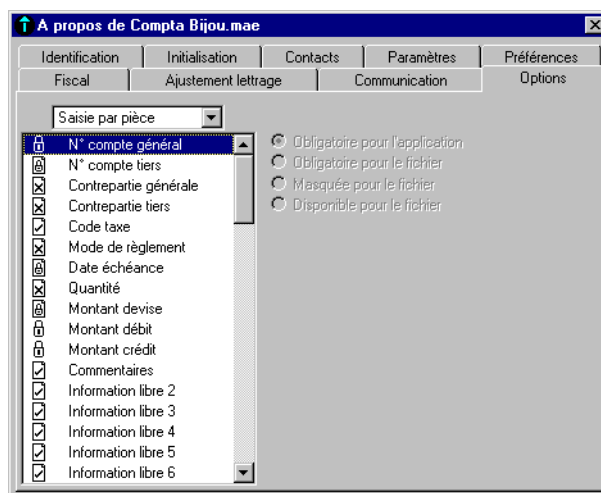 A propos de Compta Bijou.mae
Identification Initialisation Contacts Paramètres Préférences
Fiscal Ajustement lettrage Communication Options
Saisie par pièce
N° compte général
N° compte tiers
Contrepartie générale
Contrepartie tiers
Code taxe
Mode de règlement
Date échéance
Quantité
Montant devise
Montant débit
Montant crédit
Commentaires
Information libre 2
Information libre 3
Information libre 4
Information libre 5
Information libre 6
Obligatoire pour l'application
Obligatoire pour le fichier
Masquée pour le fichier
Disponible pour le fichier